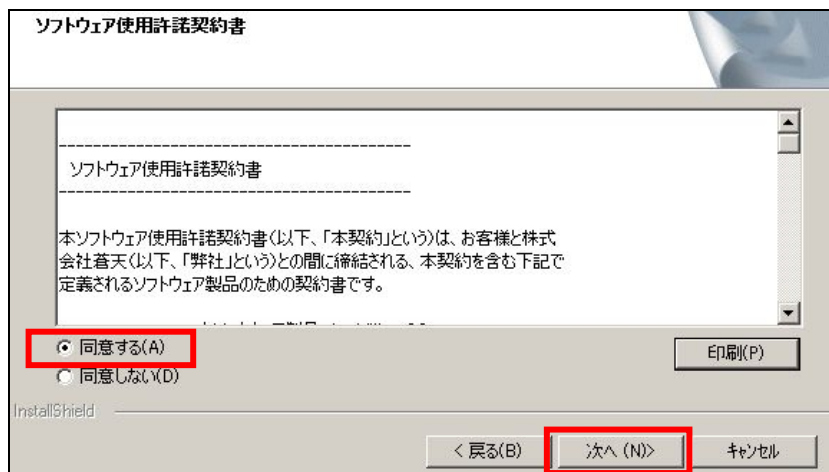 ソフトウェア使用許諾契約書
----------------------------------------
ソフトウェア使用許諾契約書
----------------------------------------
本ソフトウェア使用許諾契約書(以下、「本契約」という)は、お客様と株式
会社蒼天(以下、「弊社」という)との間に締結される、本契約を含む下記で
定義されるソフトウェア製品のための契約書です。
同意する(A)
同意しない(D)
印刷(P)
InstallShield
< 戻る(B)
次へ (N)>
キャンセル